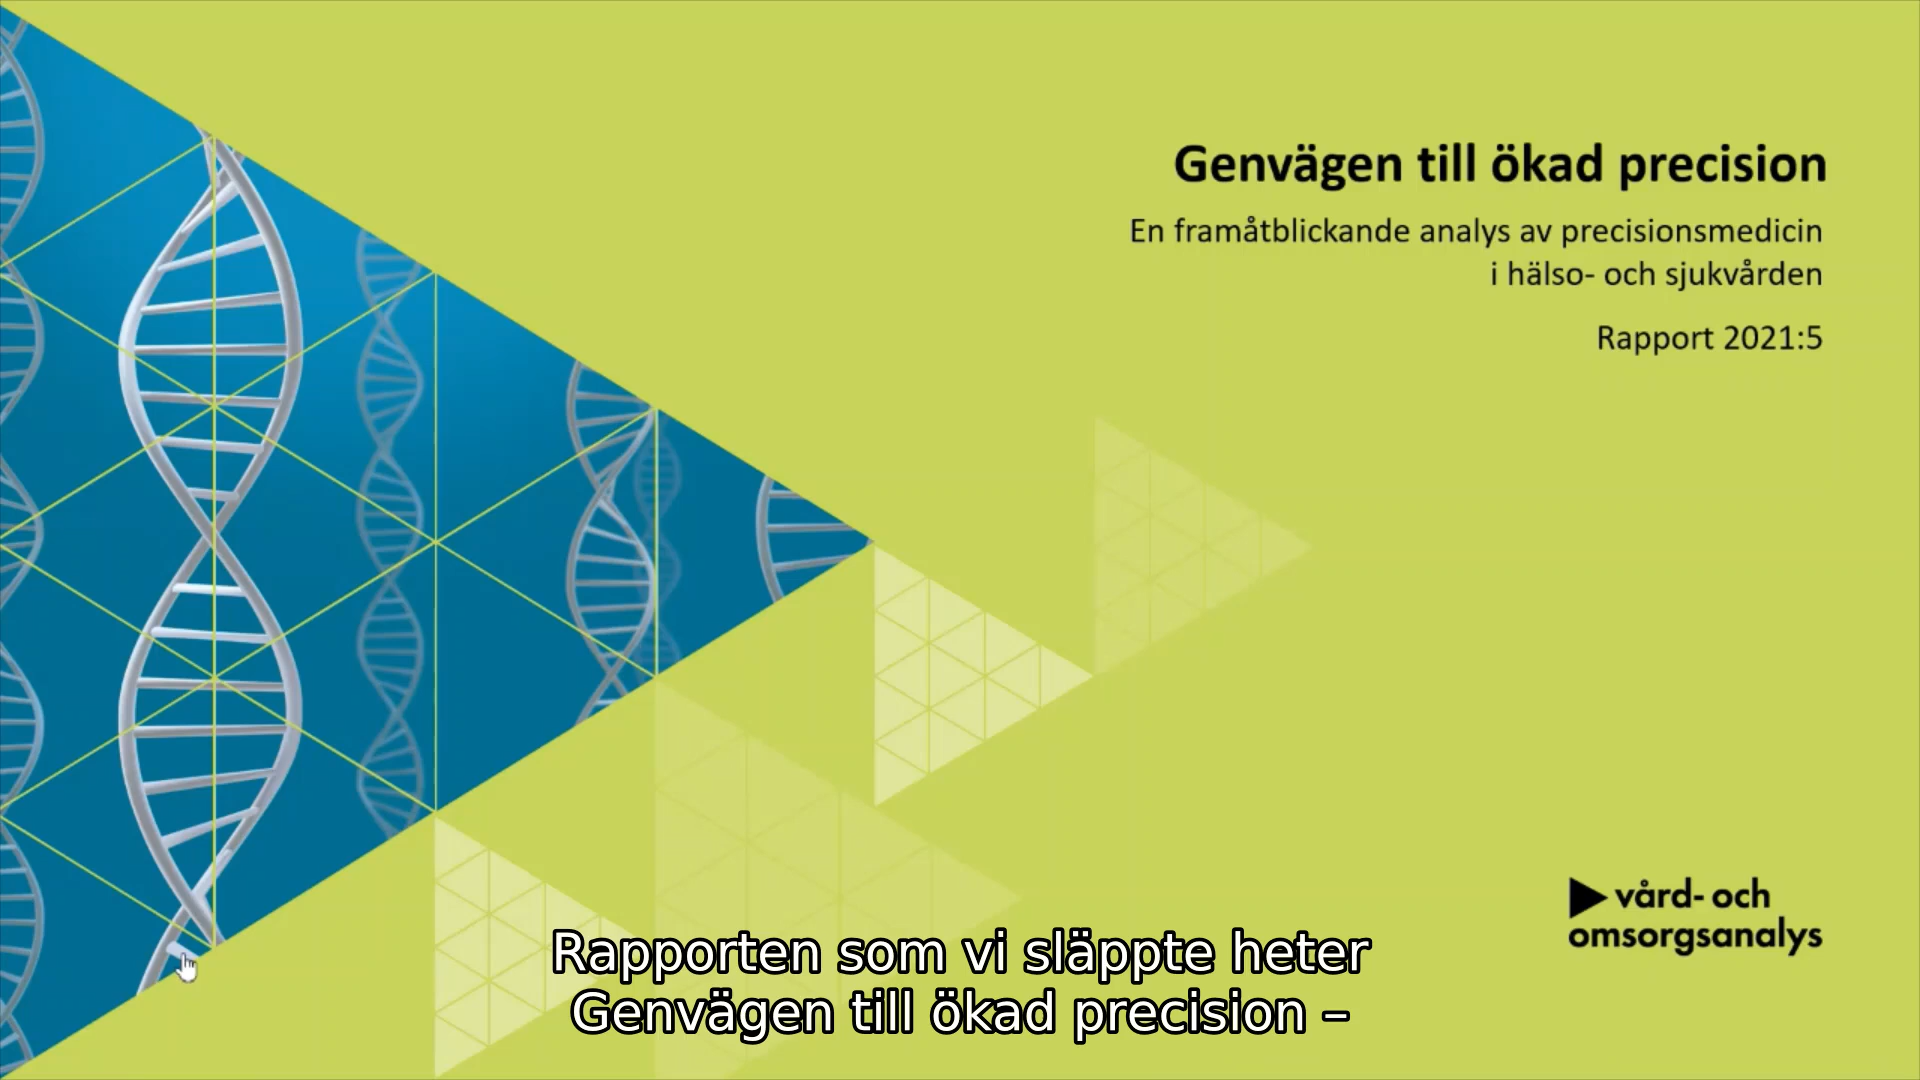 Genvägen till ökad precision
En framåtblickande analys av precisionsmedicin
i hälso- och sjukvården
Rapport 2021:5
vård- och
omsorgsanalys
Rapporten som vi släppte heter
Genvägen till ökad precision –